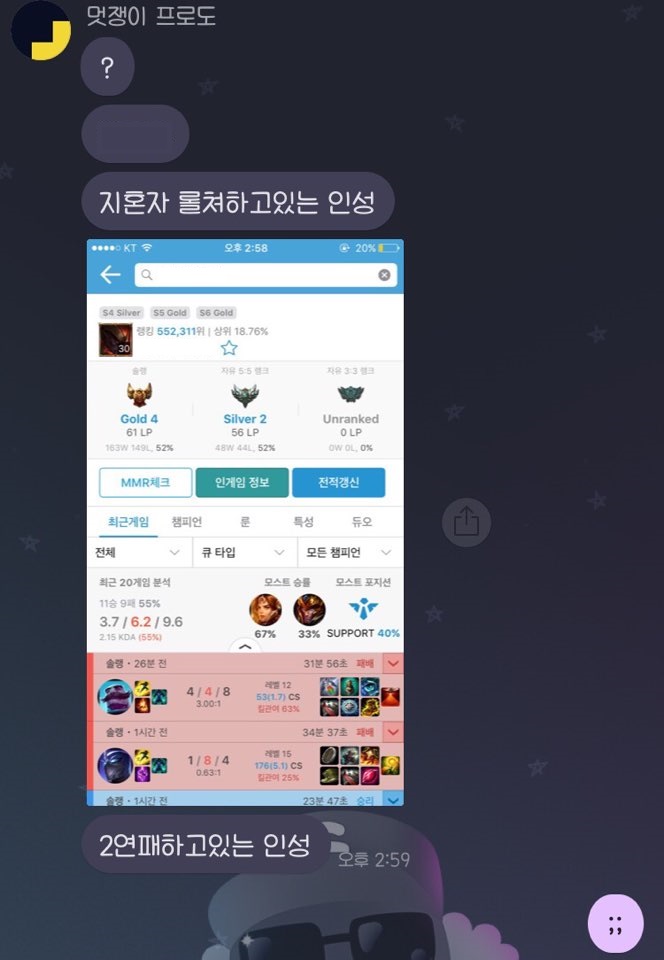 멋쟁이 프로도
?
지혼자 롤쳐하고있는 인성
KT 오후 2:58 20%
S4 Silver S5 Gold S6 Gold
30
랭킹 552,311위 | 상위 18.76%
솔랭 자유 5:5 랭크 자유 3:3 랭크
Gold 4 Silver 2 Unranked
61 LP 56 LP 0 LP
163W 149L, 52% 48W 44L, 52% 0W 0L, 0%
MMR체크 인게임 정보 전적갱신
최근게임 챔피언 룬 특성 듀오
전체 큐 타입 모든 챔피언
최근 20게임 분석 모스트 승률 모스트 포지션
11승 9패 55%
3.7 / 6.2 / 9.6
2.15 KDA (55%)
67% 33% SUPPORT 40%
솔랭 • 26분 전 31분 56초 패배
4 / 4 / 8
3.00:1
레벨 12
53(1.7) CS
킬관여 63%
솔랭 • 1시간 전 34분 37초 패배
1 / 8 / 4
0.63:1
레벨 15
176(5.1) CS
킬관여 25%
솔랭 • 1시간 전 23분 47초 승리
2연패하고있는 인성
오후 2:59
;;